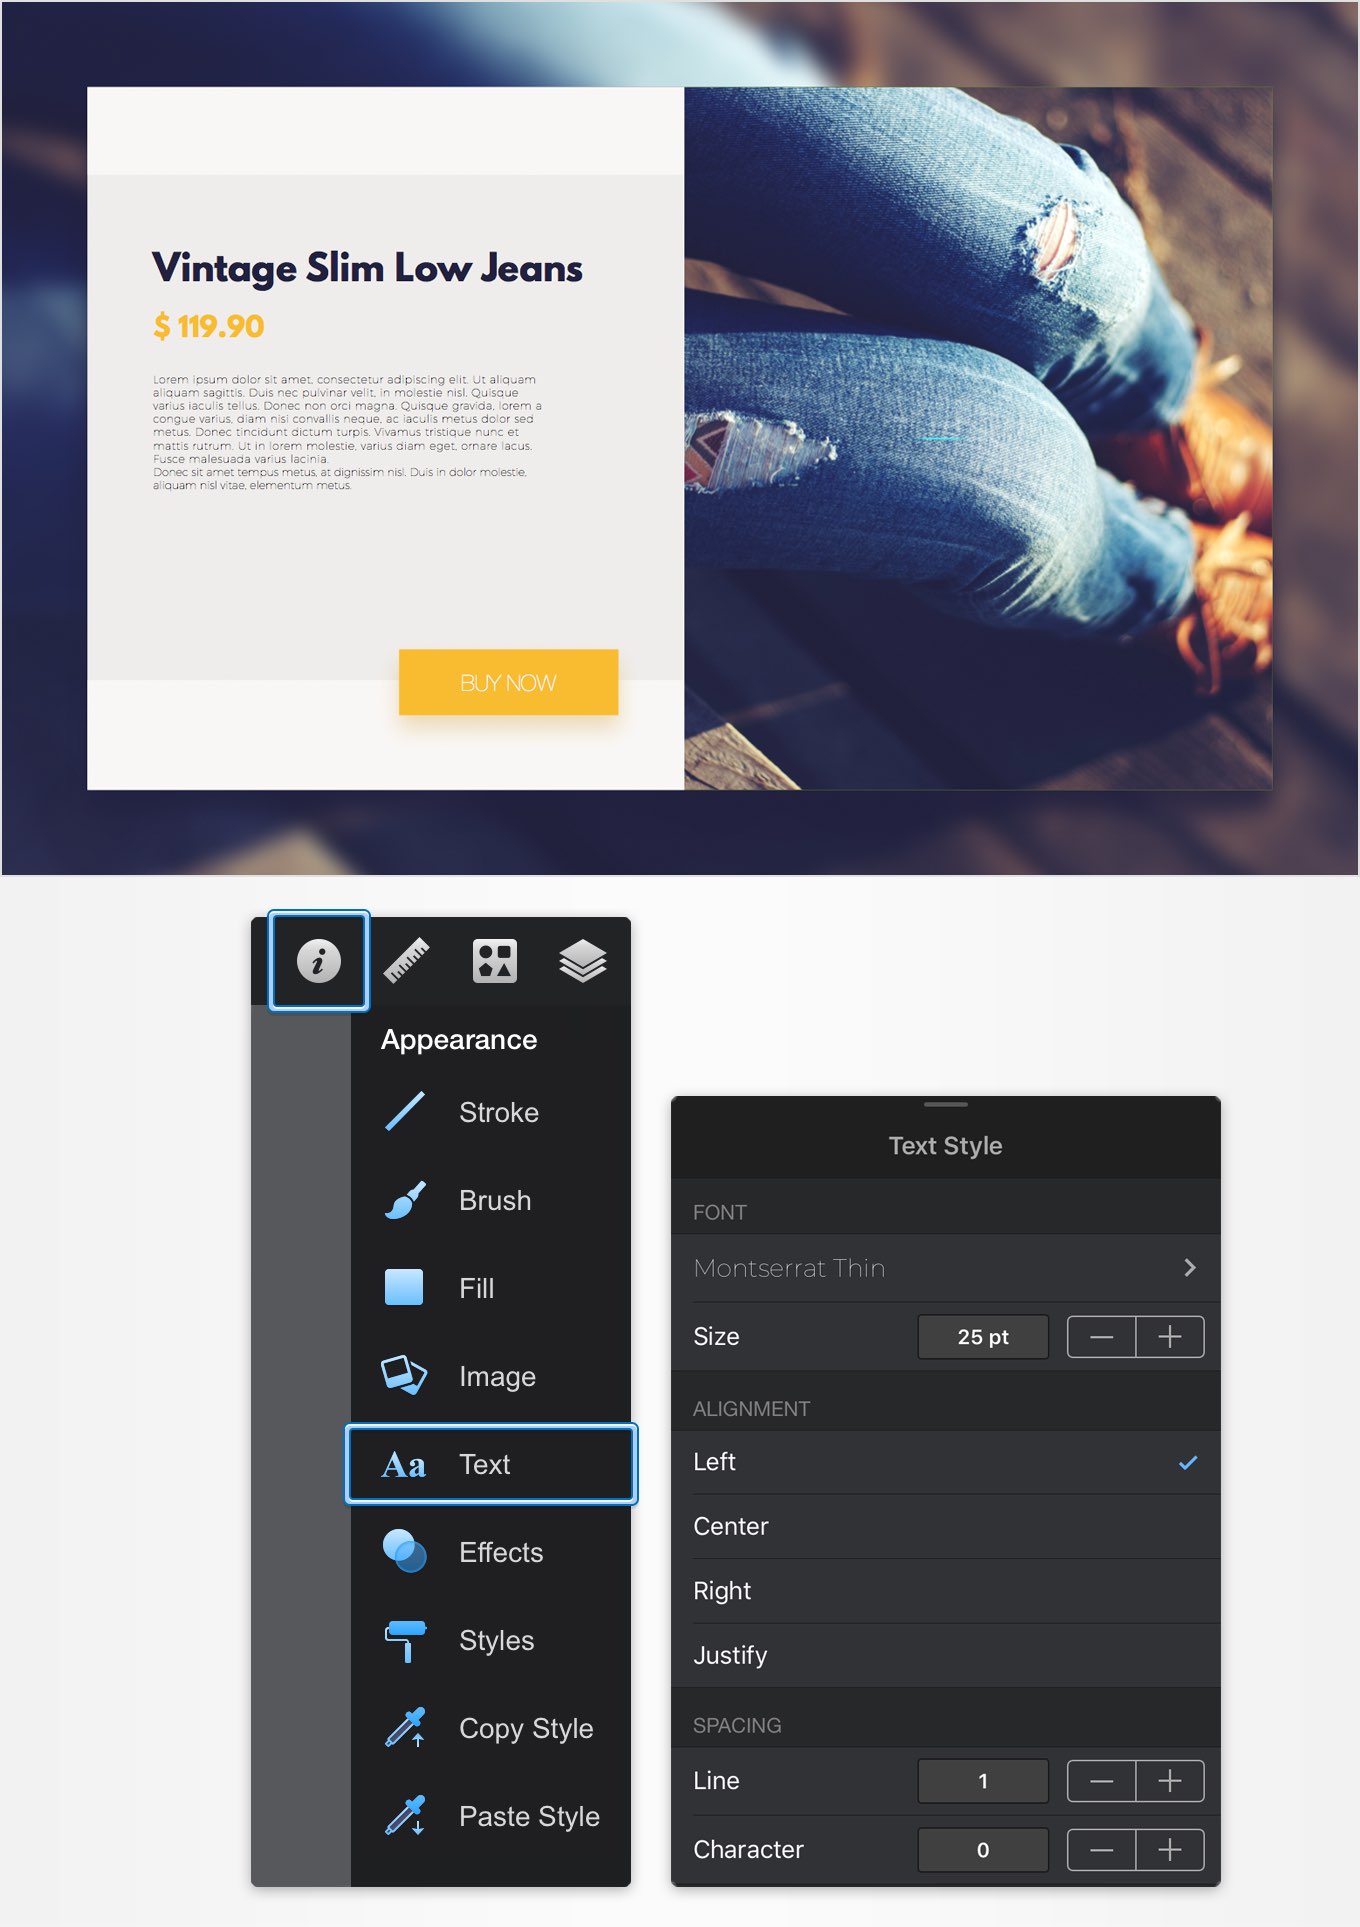 Vintage Slim Low Jeans
$ 119.90
Lorem ipsum dolor sit amet, consectetur adipiscing elit. Ut aliquam
aliquam sagittis. Duis nec pulvinar velit, in molestie nisl. Quisque
varius iaculis tellus. Donec non orci magna. Quisque gravida, lorem a
congue varius, diam nisi convallis neque, ac iaculis metus dolor sed
metus. Donec tincidunt dictum turpis. Vivamus tristique nunc et
mattis rutrum. Ut in lorem molestie, varius diam eget, ornare lacus.
Fusce malesuada varius lacinia.
Donec sit amet tempus metus, at dignissim nisl. Duis in dolor molestie,
aliquam nisl vitae, elementum metus.
BUY NOW
Appearance
Stroke
Brush
Fill
Image
Aa Text
Effects
Styles
Copy Style
Paste Style
Text Style
FONT
Montserrat Thin
Size 25 pt
ALIGNMENT
Left
Center
Right
Justify
SPACING
Line 1
Character 0